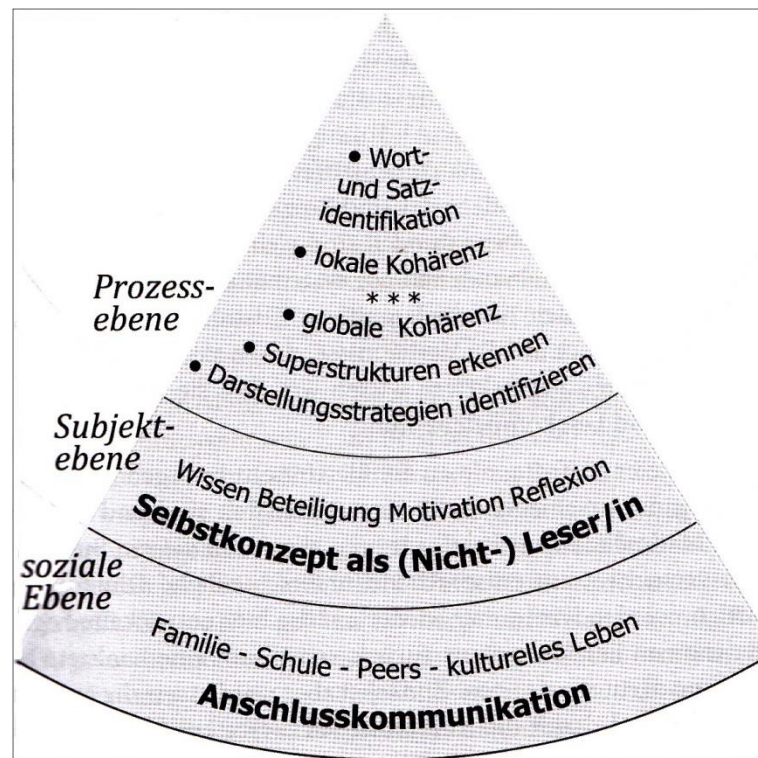 • Wort-
und Satz-
identifikation
• lokale Kohärenz
* * *
• globale Kohärenz
• Superstrukturen erkennen
• Darstellungsstrategien identifizieren
Prozess-
ebene
Subjekt-
ebene
Wissen Beteiligung Motivation Reflexion
Selbstkonzept als (Nicht-) Leser/in
soziale
Ebene
Familie - Schule - Peers - kulturelles Leben
Anschlusskommunikation